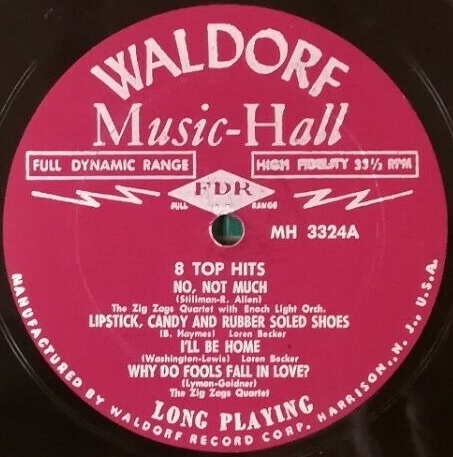 WALDORF
Music-Hall
FULL DYNAMIC RANGE
HIGH FIDELITY 33⅓ RPM
FDR
FULL RANGE
MH 3324A
8 TOP HITS
NO, NOT MUCH
(Stillman-R. Allen)
The Zig Zags Quartet with Enoch Light Orch.
LIPSTICK, CANDY AND RUBBER SOLED SHOES
(B. Haymes) Loren Becker
I'LL BE HOME
(Washington-Lewis) Loren Becker
WHY DO FOOLS FALL IN LOVE?
(Lyman-Goldner)
The Zig Zags Quartet
LONG PLAYING
MANUFACTURED BY WALDORF RECORD CORP. HARRISON, N. J., U.S.A.